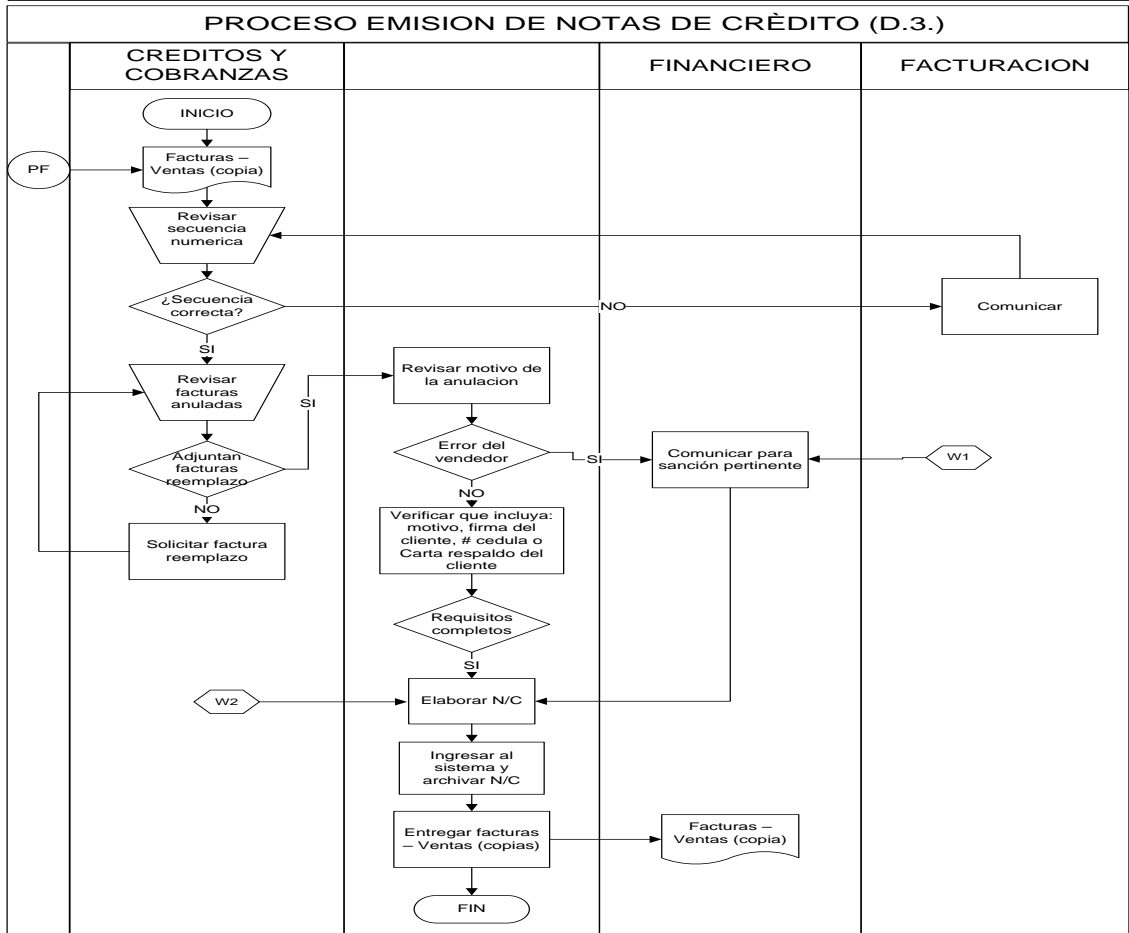 PROCESO EMISION DE NOTAS DE CRÈDITO (D.3.)
CREDITOS Y
COBRANZAS
FINANCIERO
FACTURACION
INICIO
PF
Facturas –
Ventas (copia)
Revisar
secuencia
numerica
¿Secuencia
correcta?
NO
Comunicar
SI
Revisar
facturas
anuladas
SI
Revisar motivo de
la anulacion
Adjuntan
facturas
reemplazo
NO
Solicitar factura
reemplazo
Error del
vendedor
SI
Comunicar para
sanción pertinente
W1
NO
Verificar que incluya:
motivo, firma del
cliente, # cedula o
Carta respaldo del
cliente
Requisitos
completos
SI
W2
Elaborar N/C
Ingresar al
sistema y
archivar N/C
Entregar facturas
– Ventas (copias)
Facturas –
Ventas (copia)
FIN